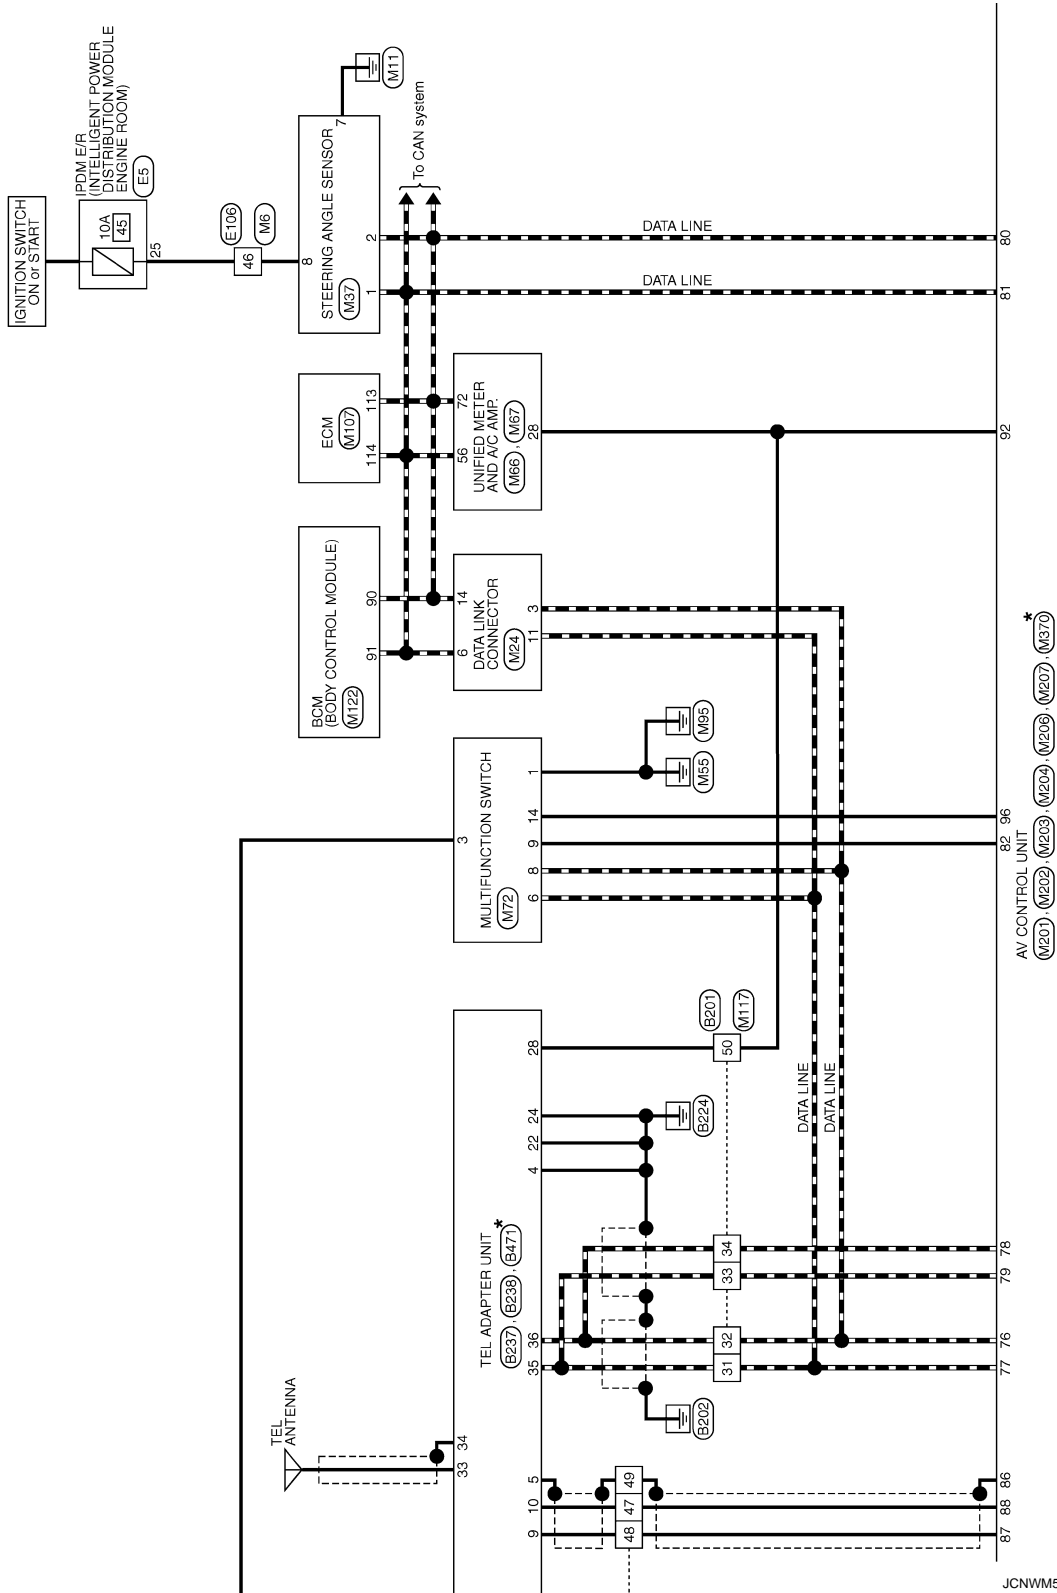 IGNITION SWITCH
ON or START
IPDM E/R
(INTELLIGENT POWER
DISTRIBUTION MODULE
ENGINE ROOM)
E5
10A
45
25
E106
M6
46
8
STEERING ANGLE SENSOR
M37
7
M11
1
2
To CAN system
DATA LINE
DATA LINE
80
81
ECM
M107
113
114
72
56
UNIFIED METER
AND A/C AMP.
M66 , M67
28
92
BCM
(BODY CONTROL MODULE)
M122
90
91
14
6
DATA LINK
CONNECTOR
M24
3
11
MULTIFUNCTION SWITCH
M72
3
1
14
9
8
6
M95
M55
96
82
AV CONTROL UNIT
M201 , M202 , M203 , M204 , M206 , M207 , M370 *
TEL ADAPTER UNIT
B237 , B238 , B471 *
28
24
22
4
36
35
B201
M117
50
B224
DATA LINE
DATA LINE
34
33
32
31
78
79
76
77
B202
TEL
ANTENNA
34
33
5
10
9
49
47
48
86
88
87
JCNWM5